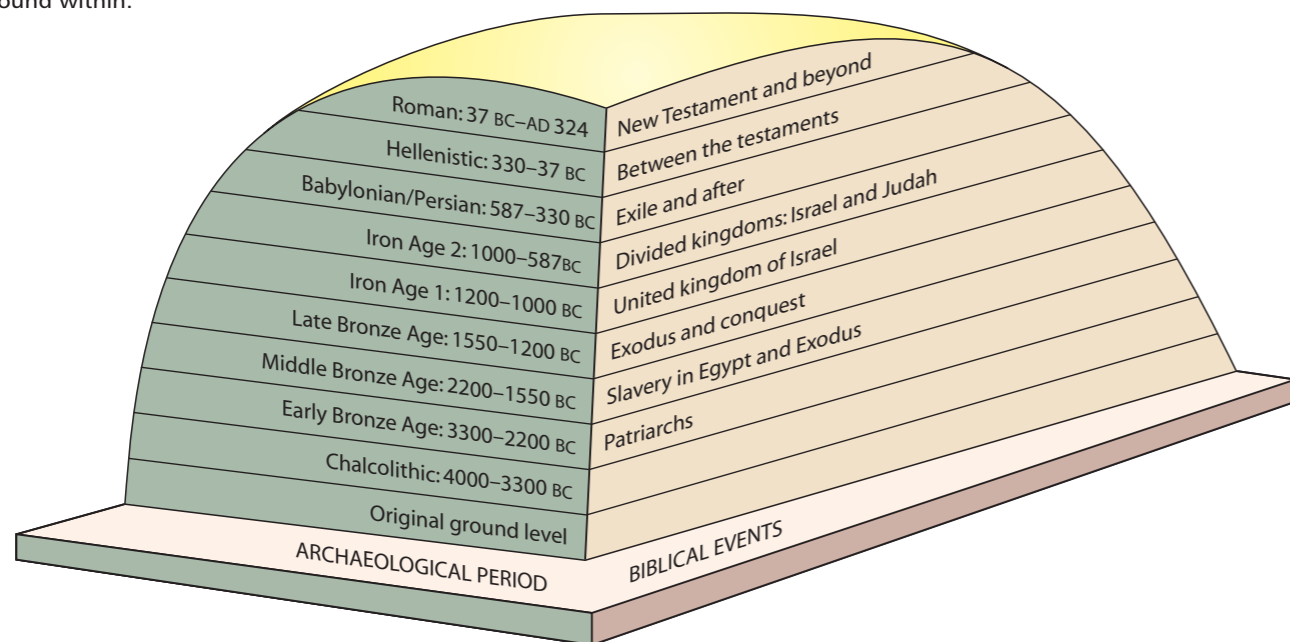 ound within.
Roman: 37 BC–AD 324
Hellenistic: 330–37 BC
Babylonian/Persian: 587–330 BC
Iron Age 2: 1000–587BC
Iron Age 1: 1200–1000 BC
Late Bronze Age: 1550–1200 BC
Middle Bronze Age: 2200–1550 BC
Early Bronze Age: 3300–2200 BC
Chalcolithic: 4000–3300 BC
Original ground level
ARCHAEOLOGICAL PERIOD
New Testament and beyond
Between the testaments
Exile and after
Divided kingdoms: Israel and Judah
United kingdom of Israel
Exodus and conquest
Slavery in Egypt and Exodus
Patriarchs
BIBLICAL EVENTS